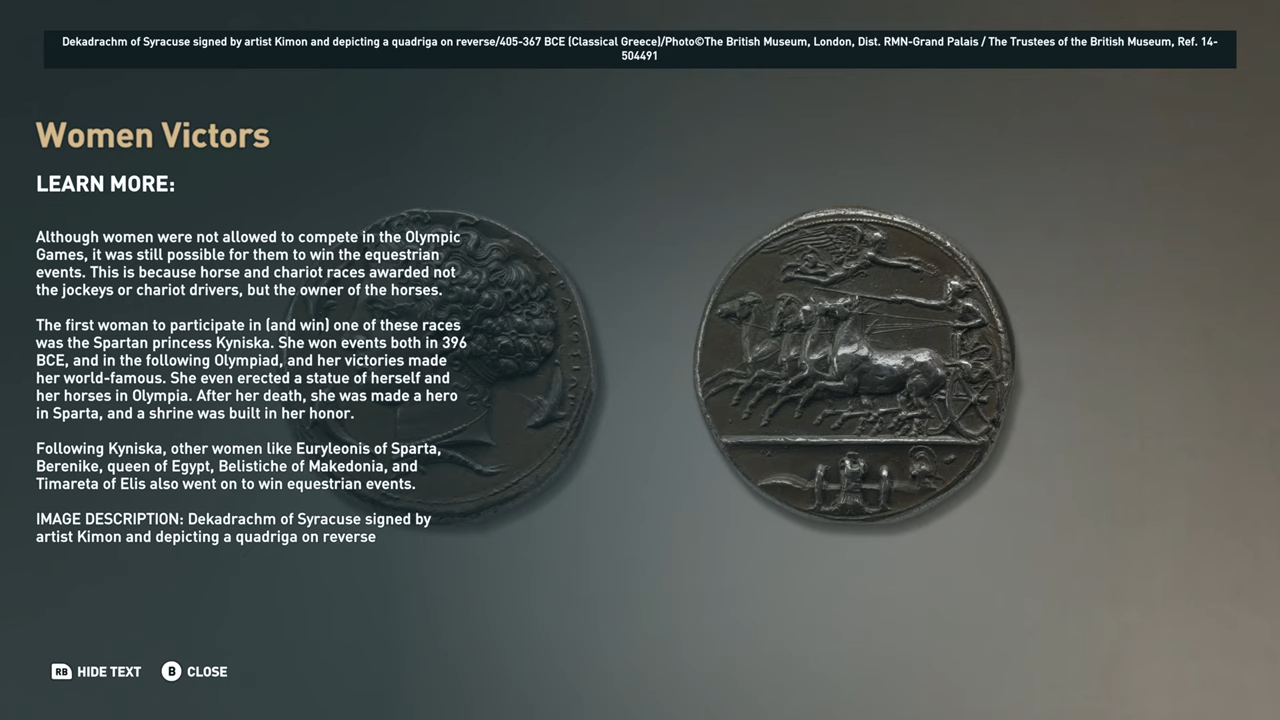 Dekadrachm of Syracuse signed by artist Kimon and depicting a quadriga on reverse/405-367 BCE (Classical Greece)/Photo©The British Museum, London, Dist. RMN-Grand Palais / The Trustees of the British Museum, Ref. 14-
504491
Women Victors
LEARN MORE:
Although women were not allowed to compete in the Olympic
Games, it was still possible for them to win the equestrian
events. This is because horse and chariot races awarded not
the jockeys or chariot drivers, but the owner of the horses.
The first woman to participate in (and win) one of these races
was the Spartan princess Kyniska. She won events both in 396
BCE, and in the following Olympiad, and her victories made
her world-famous. She even erected a statue of herself and
her horses in Olympia. After her death, she was made a hero
in Sparta, and a shrine was built in her honor.
Following Kyniska, other women like Euryleonis of Sparta,
Berenike, queen of Egypt, Belistiche of Makedonia, and
Timareta of Elis also went on to win equestrian events.
IMAGE DESCRIPTION: Dekadrachm of Syracuse signed by
artist Kimon and depicting a quadriga on reverse
RB HIDE TEXT B CLOSE